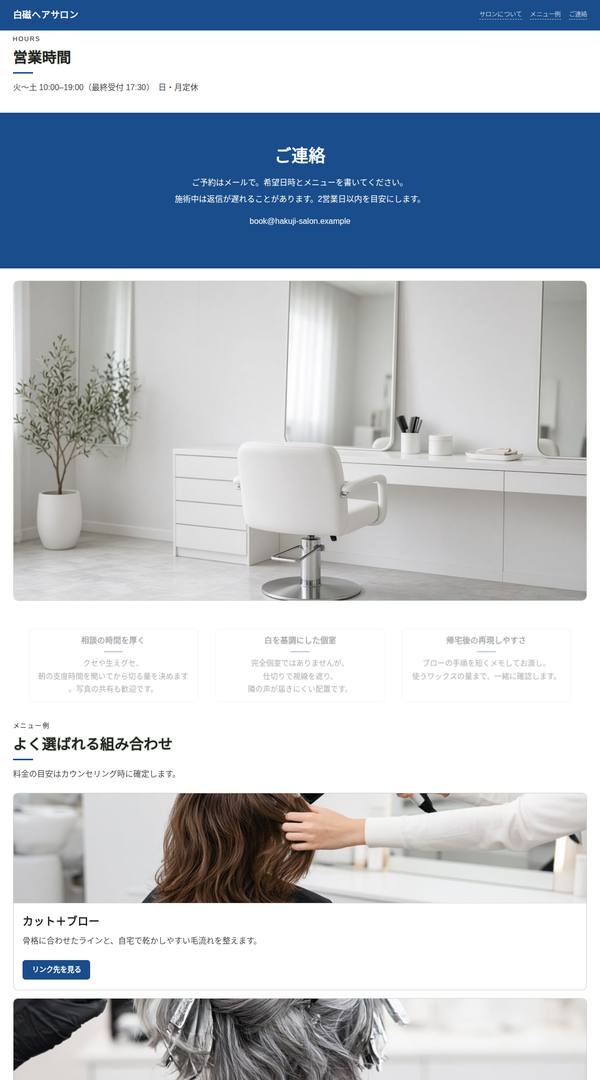 白磁ヘアサロン
サロンについて メニュー例 ご連絡
HOURS
営業時間
火〜土 10:00–19:00（最終受付 17:30） 日・月定休
ご連絡
ご予約はメールで。希望日時とメニューを書いてください。
施術中は返信が遅れることがあります。2営業日以内を目安にします。
book@hakuji-salon.example
相談の時間を厚く
クセや生えグセ、
朝の支度時間を聞いてから切る量を決めます
。写真の共有も歓迎です。
白を基調にした個室
完全個室ではありませんが、
仕切りで視線を遮り、
隣の声が届きにくい配置です。
帰宅後の再現しやすさ
ブローの手順を短くメモしてお渡し。
使うワックスの量まで、一緒に確認します。
メニュー例
よく選ばれる組み合わせ
料金の目安はカウンセリング時に確定します。
カット＋ブロー
骨格に合わせたラインと、自宅で乾かしやすい毛流れを整えます。
リンク先を見る